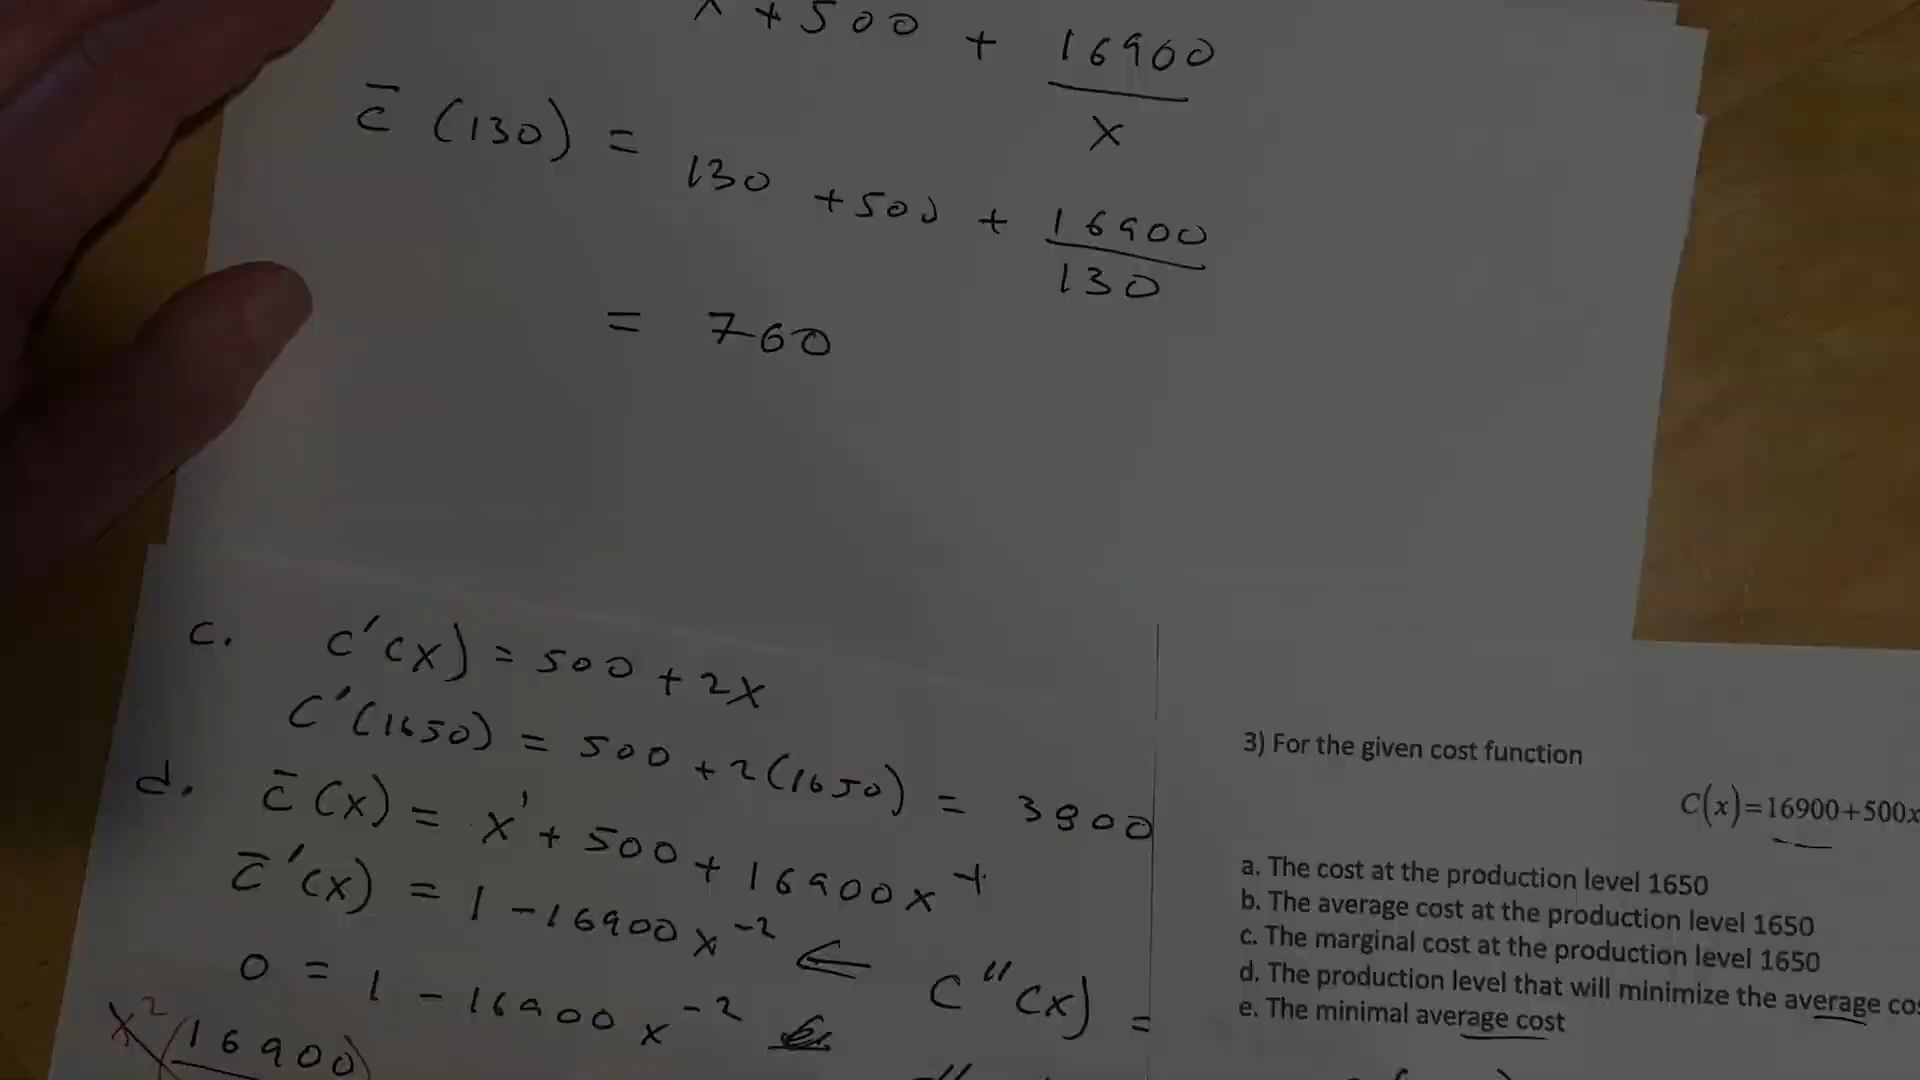 x + 500 + 16900/x
c̄ (130) = 130 + 500 + 16900/130
= 760
c. C'(x) = 500 + 2x
C'(1650) = 500 + 2(1650) = 3800
d. c̄(x) = x' + 500 + 16900x
c̄'(x) = 1 - 16900x⁻² ⇐ C''(x) =
0 = 1 - 16900x⁻²
x² 16900
3) For the given cost function
C(x)=16900+500x
a. The cost at the production level 1650
b. The average cost at the production level 1650
c. The marginal cost at the production level 1650
d. The production level that will minimize the average
e. The minimal average cost